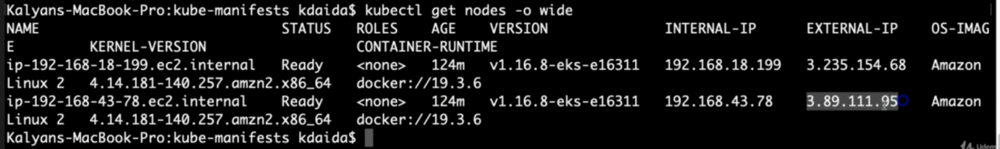 Kalyans-MacBook-Pro:kube-manifests kdaida$ kubectl get nodes -o wide
NAME STATUS ROLES AGE VERSION INTERNAL-IP EXTERNAL-IP OS-IMAG
E KERNEL-VERSION CONTAINER-RUNTIME
ip-192-168-18-199.ec2.internal Ready <none> 124m v1.16.8-eks-e16311 192.168.18.199 3.235.154.68 Amazon
Linux 2 4.14.181-140.257.amzn2.x86_64 docker://19.3.6
ip-192-168-43-78.ec2.internal Ready <none> 124m v1.16.8-eks-e16311 192.168.43.78 3.89.111.95 Amazon
Linux 2 4.14.181-140.257.amzn2.x86_64 docker://19.3.6
Kalyans-MacBook-Pro:kube-manifests kdaida$